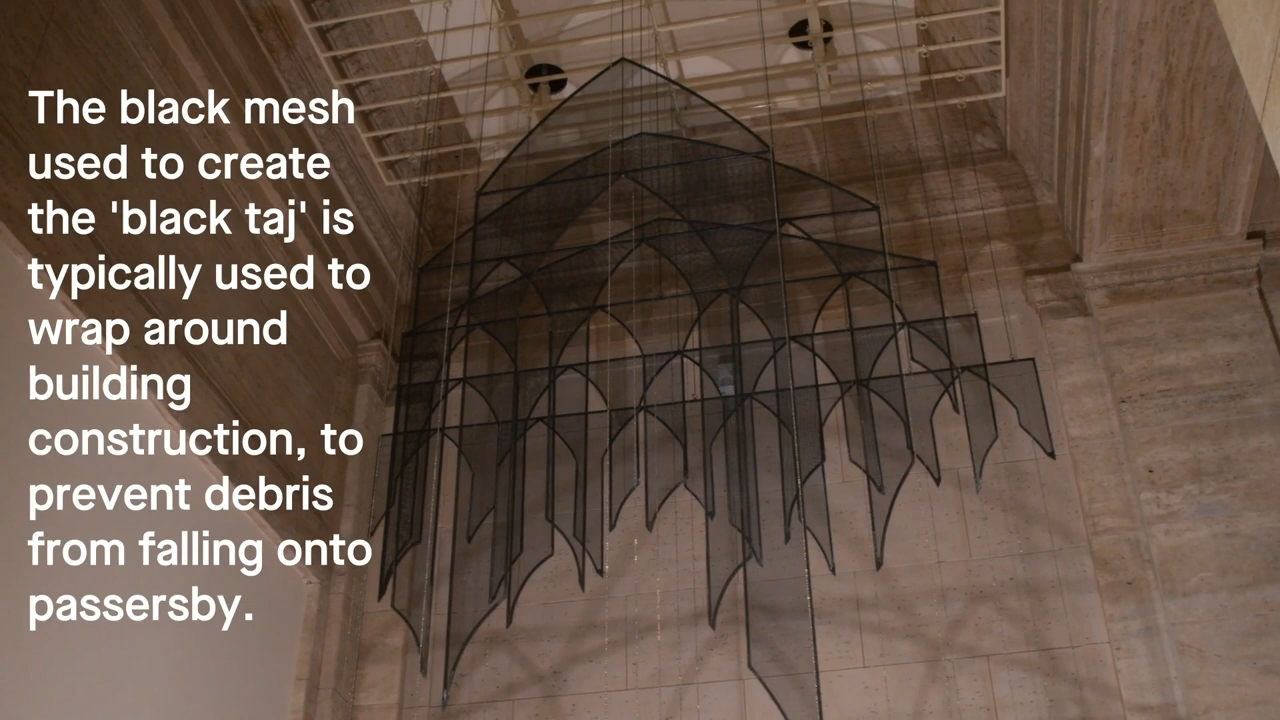 The black mesh
used to create
the 'black taj' is
typically used to
wrap around
building
construction, to
prevent debris
from falling onto
passersby.